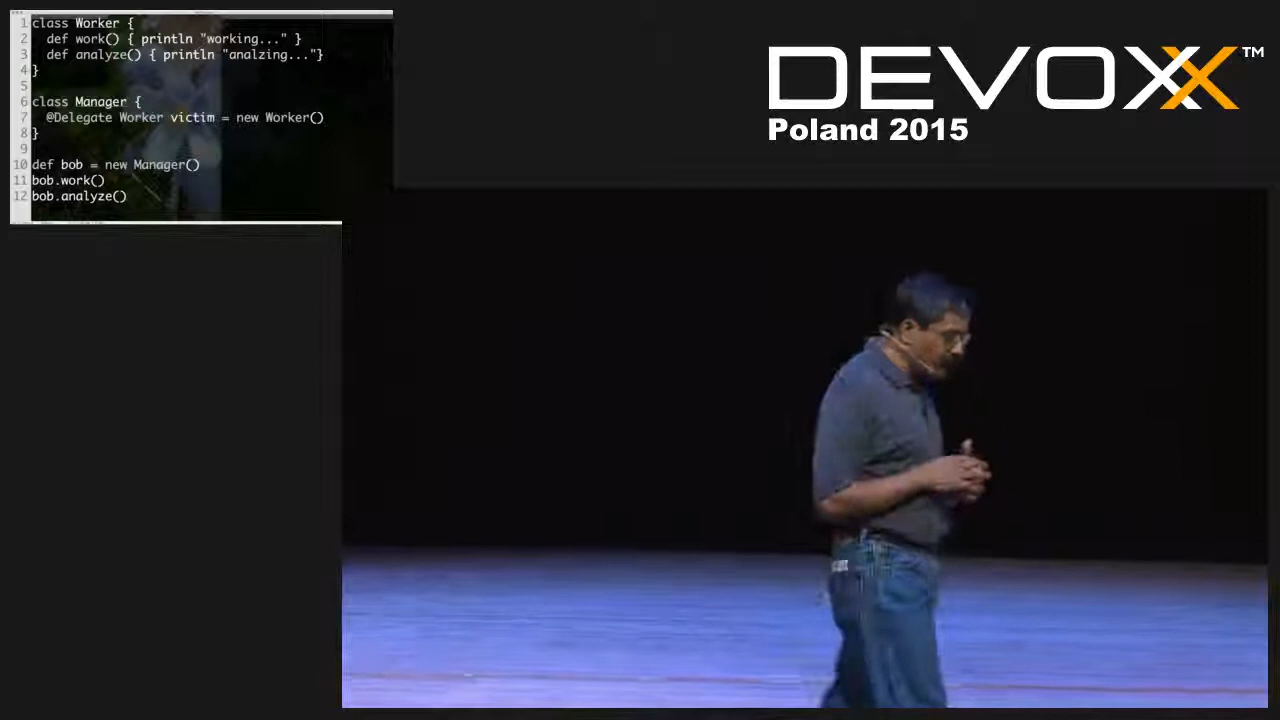 1 class Worker {
2 def work() { println "working..." }
3 def analyze() { println "analzing..."}
4 }
5
6 class Manager {
7 @Delegate Worker victim = new Worker()
8 }
9
10 def bob = new Manager()
11 bob.work()
12 bob.analyze()
DEVOXX™
Poland 2015